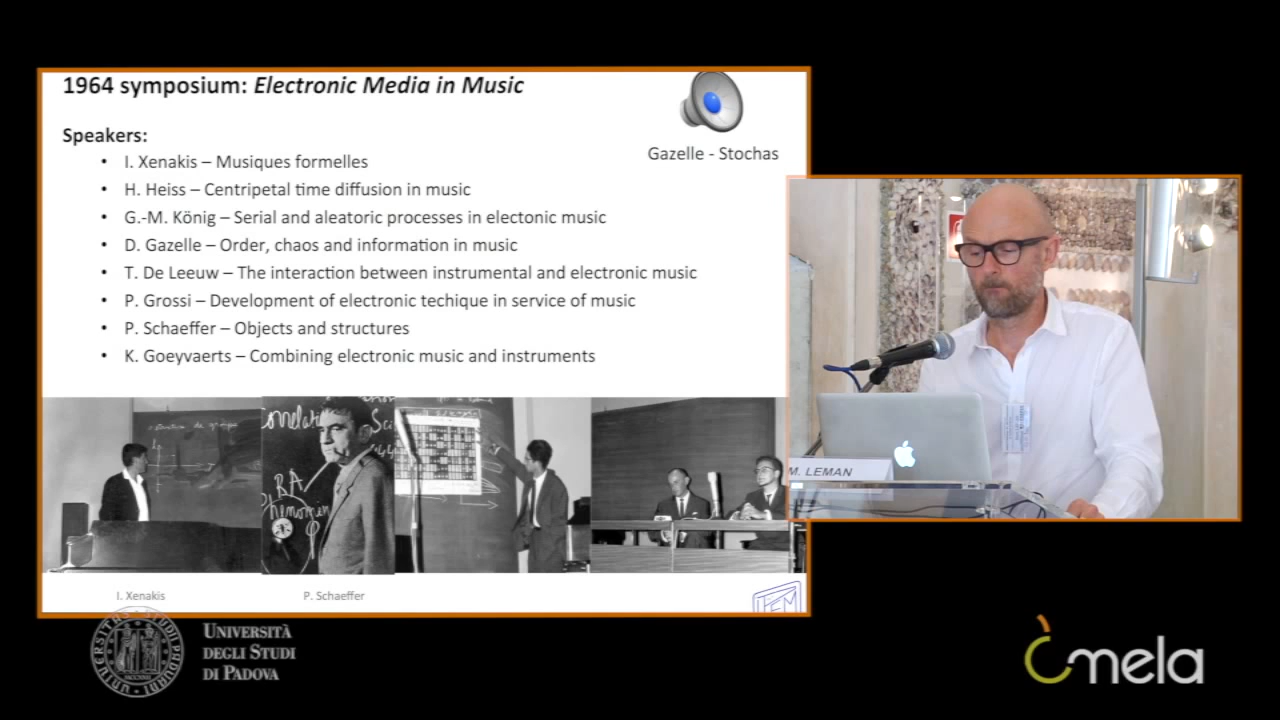 1964 symposium: Electronic Media in Music
Speakers:
• I. Xenakis – Musiques formelles
• H. Heiss – Centripetal time diffusion in music
• G.-M. König – Serial and aleatoric processes in electonic music
• D. Gazelle – Order, chaos and information in music
• T. De Leeuw – The interaction between instrumental and electronic music
• P. Grossi – Development of electronic techique in service of music
• P. Schaeffer – Objects and structures
• K. Goeyvaerts – Combining electronic music and instruments
Gazelle - Stochas
RA
Phenomen
I. Xenakis
P. Schaeffer
M. LEMAN
UNIVERSITÀ
DEGLI STUDI
DI PADOVA
mela